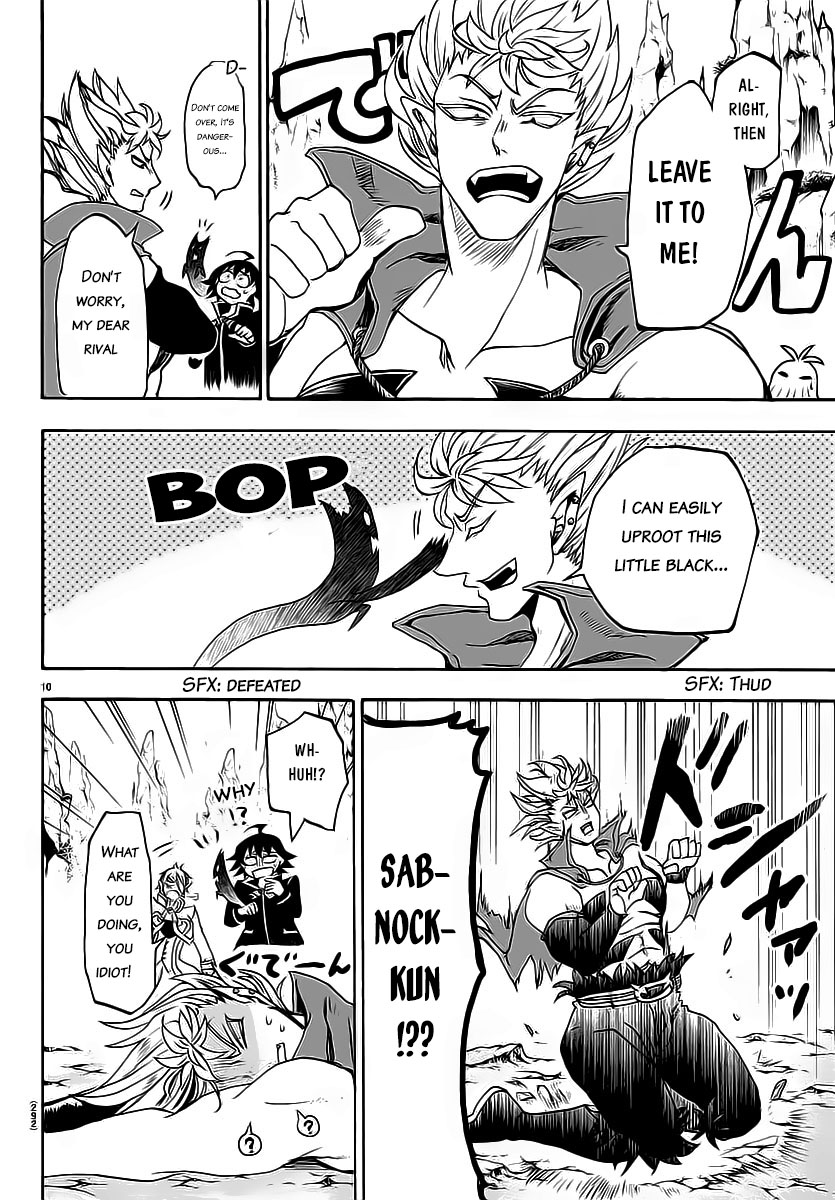 AL-
RIGHT,
THEN
LEAVE
IT TO
ME!
でん
D-
DON'T COME
OVER, IT'S
DANGER-
OUS...
DON'T
WORRY,
MY DEAR
RIVAL
I CAN EASILY
UPROOT THIS
LITTLE BLACK...
BOP
10
SFX: DEFEATED
SFX: THUD
ドシャアッ
SAB-
NOCK-
KUN
!??
WH-
HUH!?
WHY
!?
WHAT
ARE
YOU
DOING,
YOU
IDIOT!
ぐでーん
?
?
(292)